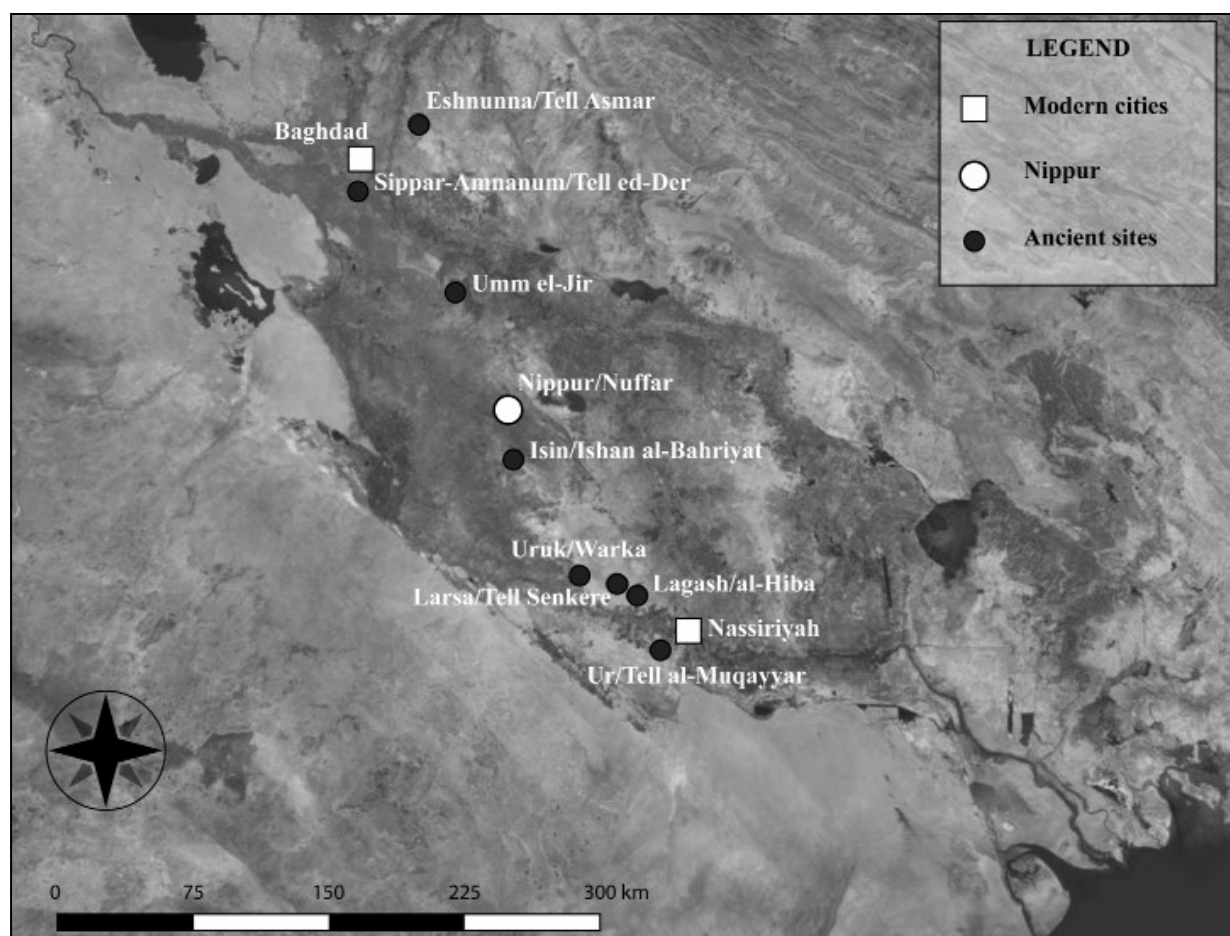 LEGEND
Modern cities
Nippur
Ancient sites
Eshnunna/Tell Asmar
Baghdad
Sippar-Amnanum/Tell ed-Der
Umm el-Jir
Nippur/Nuffar
Isin/Ishan al-Bahriyat
Uruk/Warka
Larsa/Tell Senkere
Lagash/al-Hiba
Nassiriyah
Ur/Tell al-Muqayyar
0 75 150 225 300 km